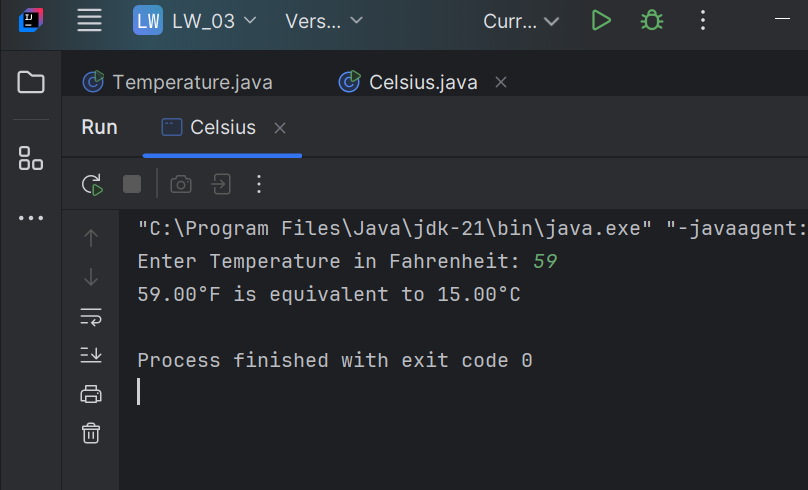 LW LW_03 Vers... Curr...
Temperature.java Celsius.java
Run Celsius
"C:\Program Files\Java\jdk-21\bin\java.exe" "-javaagent:
Enter Temperature in Fahrenheit: 59
59.00°F is equivalent to 15.00°C
Process finished with exit code 0